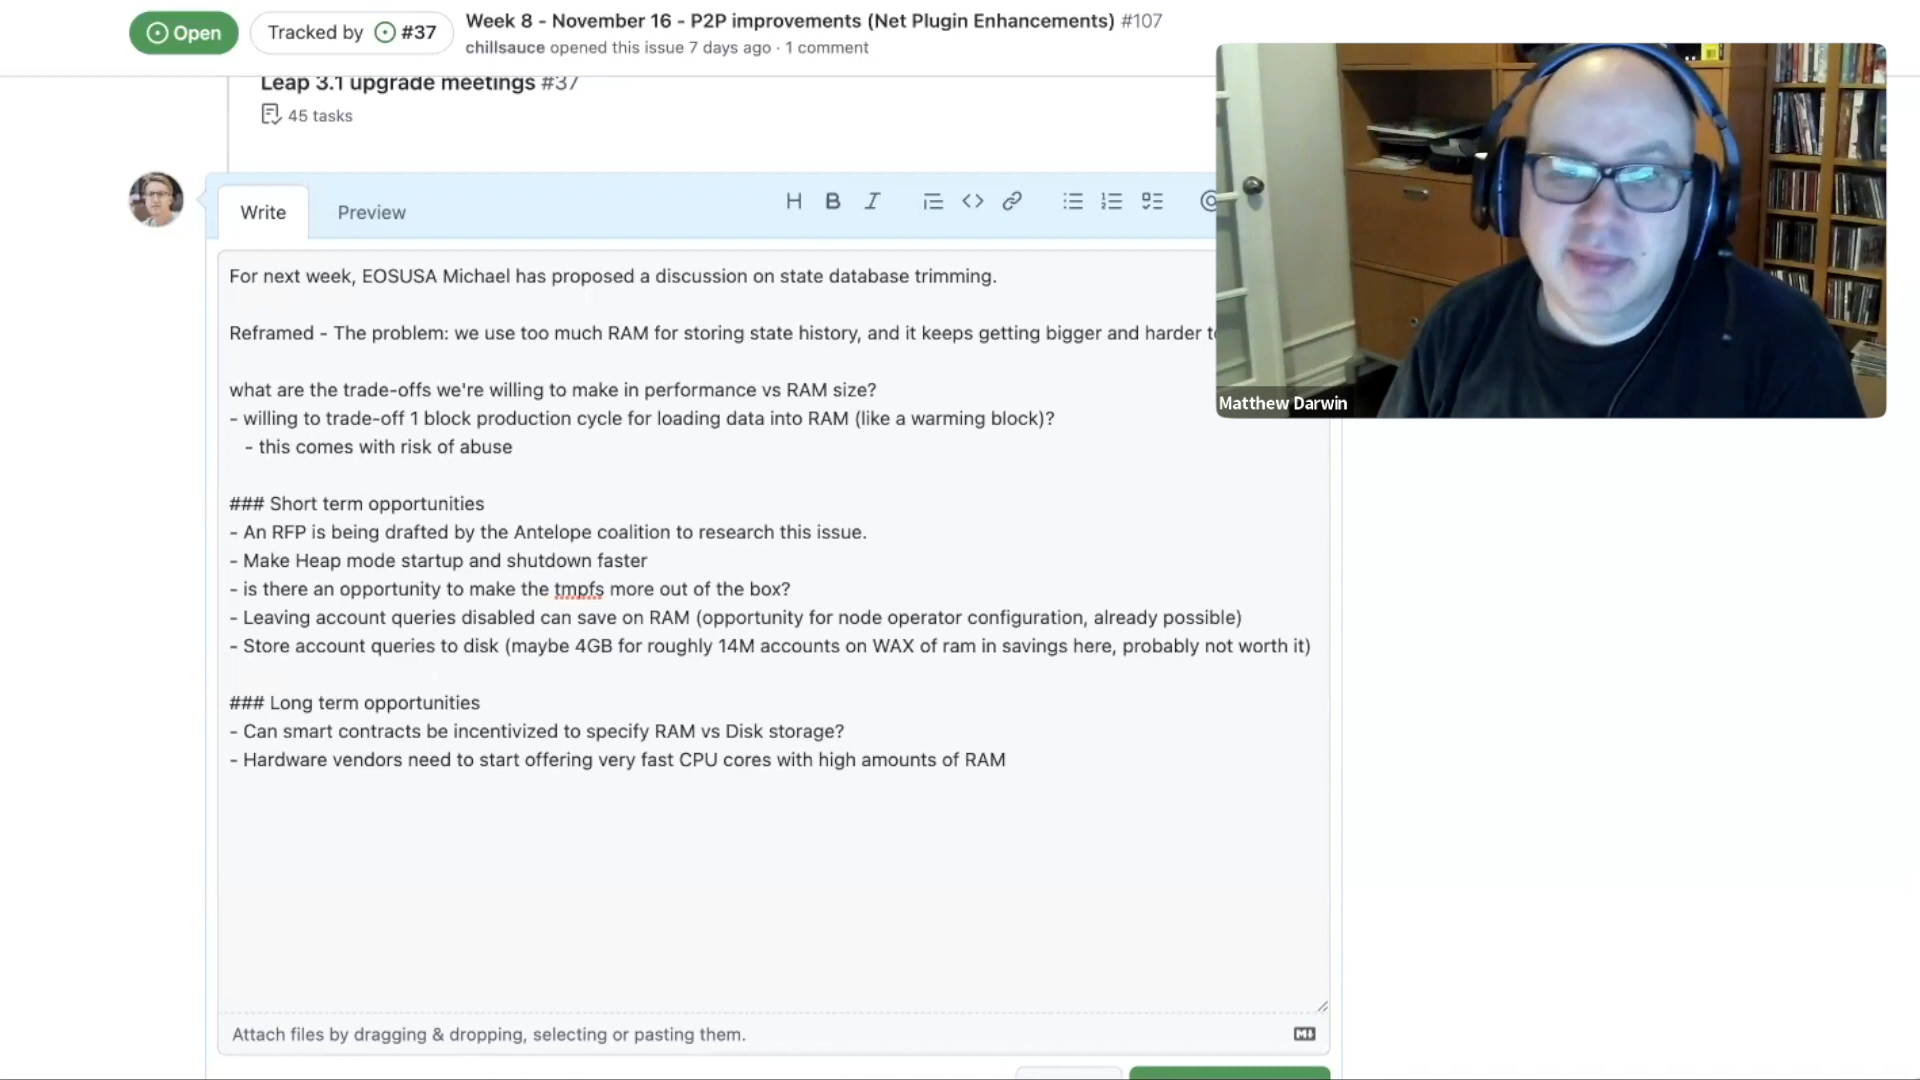 Open
Tracked by #37
Week 8 - November 16 - P2P improvements (Net Plugin Enhancements) #107
chillsauce opened this issue 7 days ago · 1 comment
Leap 3.1 upgrade meetings #37
45 tasks
Write
Preview
For next week, EOSUSA Michael has proposed a discussion on state database trimming.
Reframed - The problem: we use too much RAM for storing state history, and it keeps getting bigger and harder
what are the trade-offs we're willing to make in performance vs RAM size?
- willing to trade-off 1 block production cycle for loading data into RAM (like a warming block)?
- this comes with risk of abuse
### Short term opportunities
- An RFP is being drafted by the Antelope coalition to research this issue.
- Make Heap mode startup and shutdown faster
- is there an opportunity to make the tmpfs more out of the box?
- Leaving account queries disabled can save on RAM (opportunity for node operator configuration, already possible)
- Store account queries to disk (maybe 4GB for roughly 14M accounts on WAX of ram in savings here, probably not worth it)
### Long term opportunities
- Can smart contracts be incentivized to specify RAM vs Disk storage?
- Hardware vendors need to start offering very fast CPU cores with high amounts of RAM
Attach files by dragging & dropping, selecting or pasting them.
Matthew Darwin